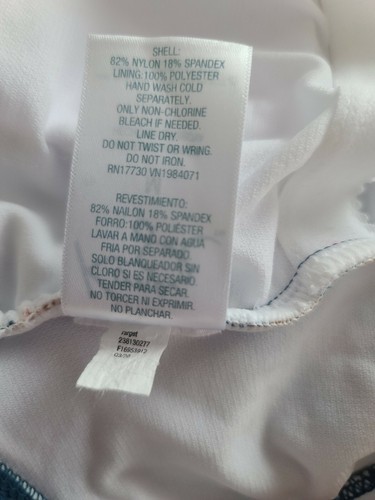 SHELL:
82% NYLON 18% SPANDEX
LINING: 100% POLYESTER
HAND WASH COLD
SEPARATELY.
ONLY NON-CHLORINE
BLEACH IF NEEDED.
LINE DRY.
DO NOT TWIST OR WRING.
DO NOT IRON.
RN17730 VN1984071
REVESTIMIENTO:
82% NAILON 18% SPANDEX
FORRO: 100% POLIÉSTER
LAVAR A MANO CON AGUA
FRIA POR SEPARADO.
SOLO BLANQUEADOR SIN
CLORO SI ES NECESARIO.
TENDER PARA SECAR.
NO TORCER NI EXPRIMIR.
NO PLANCHAR.
Target